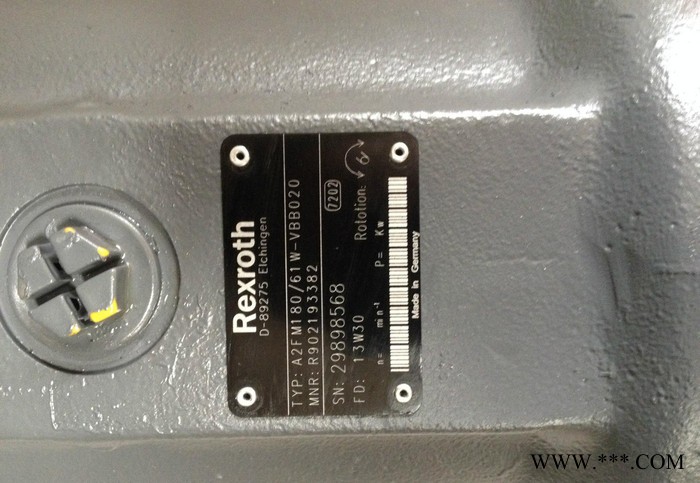 Rexroth
D-89275 Elchingen
TYP: A2FM180/61W-VBB020
MNR: R902193382
7202
SN: 29898568
FD: 13W30 Rotation:
n= min⁻¹ P= Kw
Made in Germany
WWW.***.COM